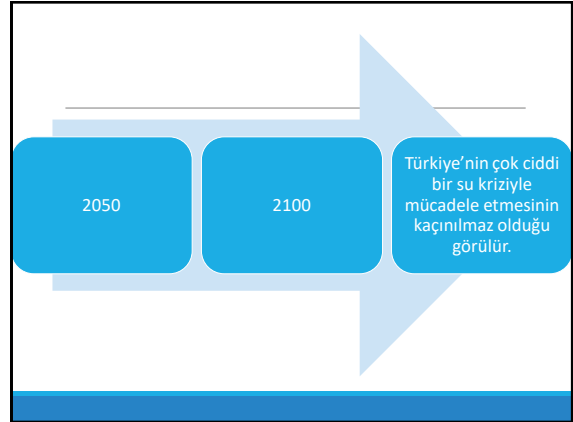 2050
2100
Türkiye’nin çok ciddi
bir su kriziyle
mücadele etmesinin
kaçınılmaz olduğu
görülür.